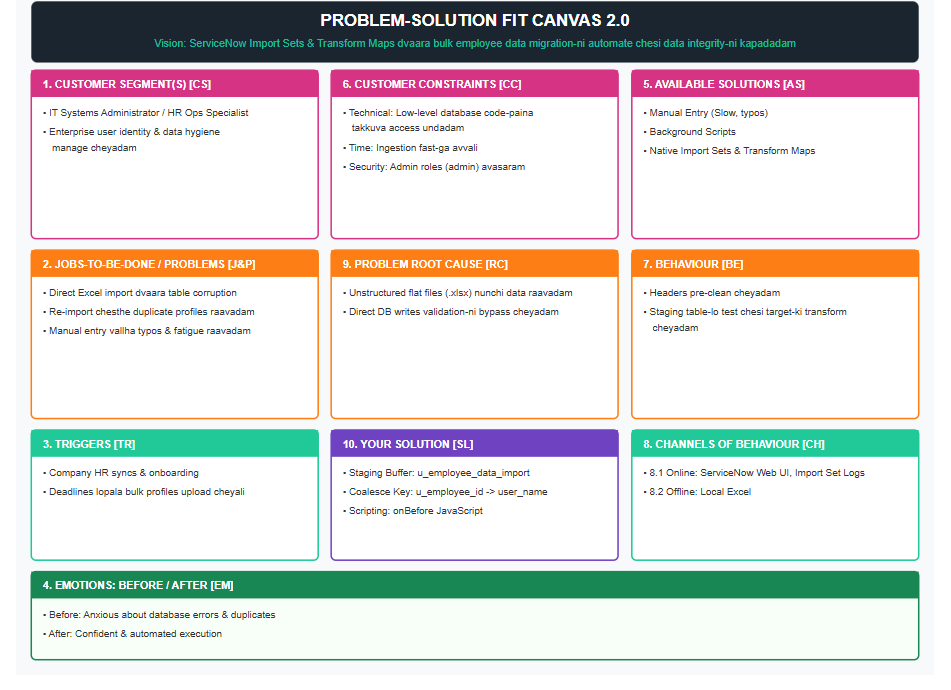 PROBLEM-SOLUTION FIT CANVAS 2.0
Vision: ServiceNow Import Sets & Transform Maps dvaara bulk employee data migration-ni automate chesi data integrity-ni kapadadam
1. CUSTOMER SEGMENT(S) [CS]
• IT Systems Administrator / HR Ops Specialist
• Enterprise user identity & data hygiene
manage cheyadam
6. CUSTOMER CONSTRAINTS [CC]
• Technical: Low-level database code-paina
takkuva access undadam
• Time: Ingestion fast-ga avvali
• Security: Admin roles (admin) avasaram
5. AVAILABLE SOLUTIONS [AS]
• Manual Entry (Slow, typos)
• Background Scripts
• Native Import Sets & Transform Maps
2. JOBS-TO-BE-DONE / PROBLEMS [J&P]
• Direct Excel import dvaara table corruption
• Re-import chesthe duplicate profiles raavadam
• Manual entry vallha typos & fatigue raavadam
9. PROBLEM ROOT CAUSE [RC]
• Unstructured flat files (.xlsx) nunchi data raavadam
• Direct DB writes validation-ni bypass cheyadam
7. BEHAVIOUR [BE]
• Headers pre-clean cheyadam
• Staging table-lo test chesi target-ki transform
cheyadam
3. TRIGGERS [TR]
• Company HR syncs & onboarding
• Deadlines lopala bulk profiles upload cheyali
10. YOUR SOLUTION [SL]
• Staging Buffer: u_employee_data_import
• Coalesce Key: u_employee_id -> user_name
• Scripting: onBefore JavaScript
8. CHANNELS OF BEHAVIOUR [CH]
• 8.1 Online: ServiceNow Web UI, Import Set Logs
• 8.2 Offline: Local Excel
4. EMOTIONS: BEFORE / AFTER [EM]
• Before: Anxious about database errors & duplicates
• After: Confident & automated execution